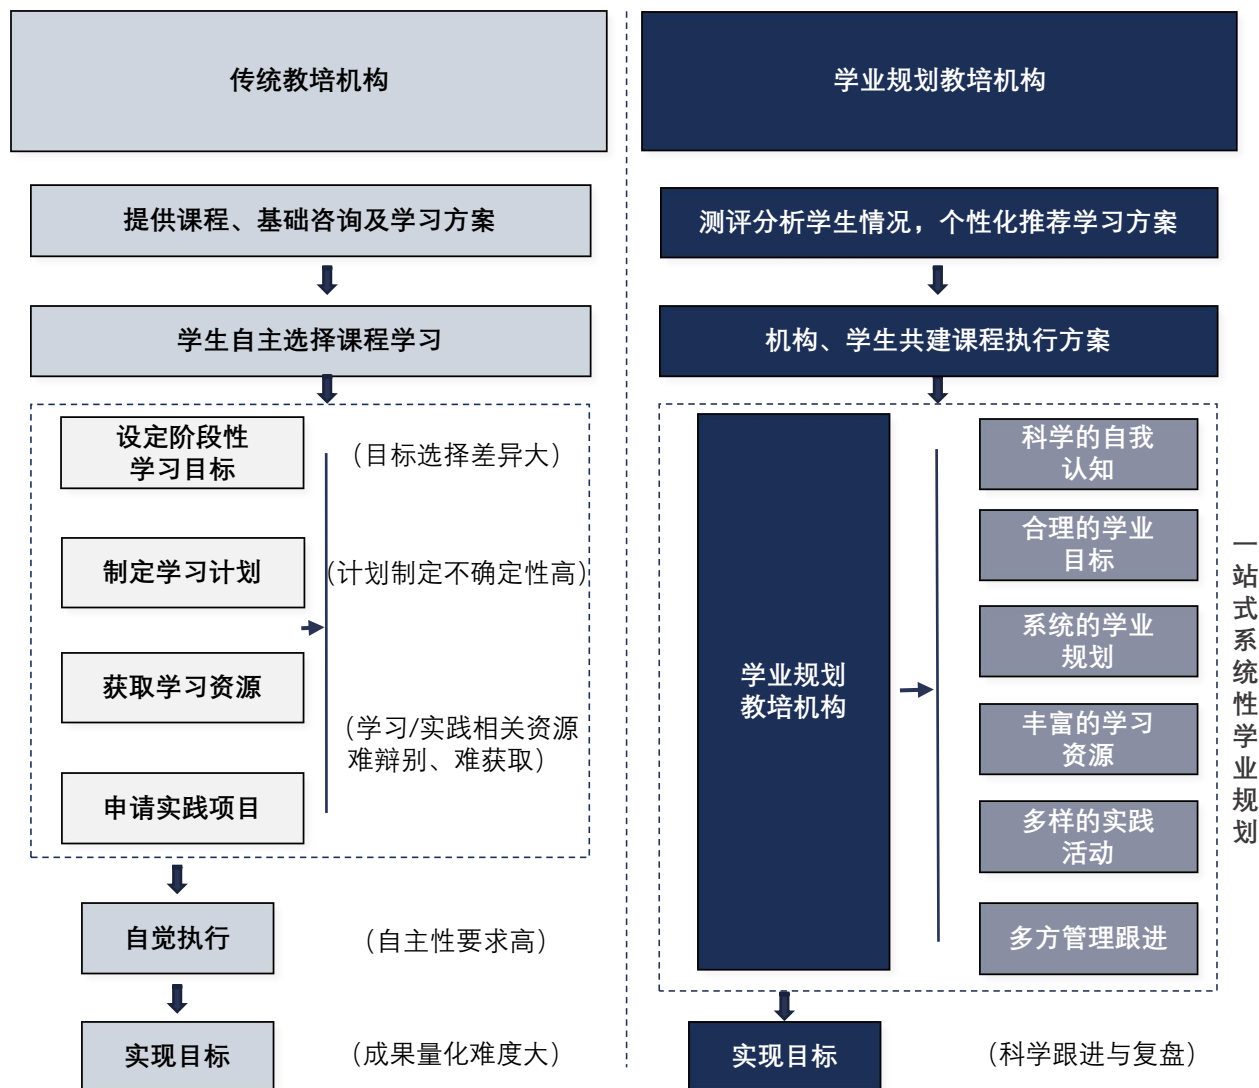 传统教培机构
提供课程、基础咨询及学习方案
学生自主选择课程学习
设定阶段性
学习目标
（目标选择差异大）
制定学习计划
（计划制定不确定性高）
获取学习资源
（学习/实践相关资源
难辩别、难获取）
申请实践项目
自觉执行
（自主性要求高）
实现目标
（成果量化难度大）
学业规划教培机构
测评分析学生情况，个性化推荐学习方案
机构、学生共建课程执行方案
学业规划
教培机构
科学的自我
认知
合理的学业
目标
系统的学业
规划
丰富的学习
资源
多样的实践
活动
多方管理跟进
一站式系统性学业规划
实现目标
（科学跟进与复盘）